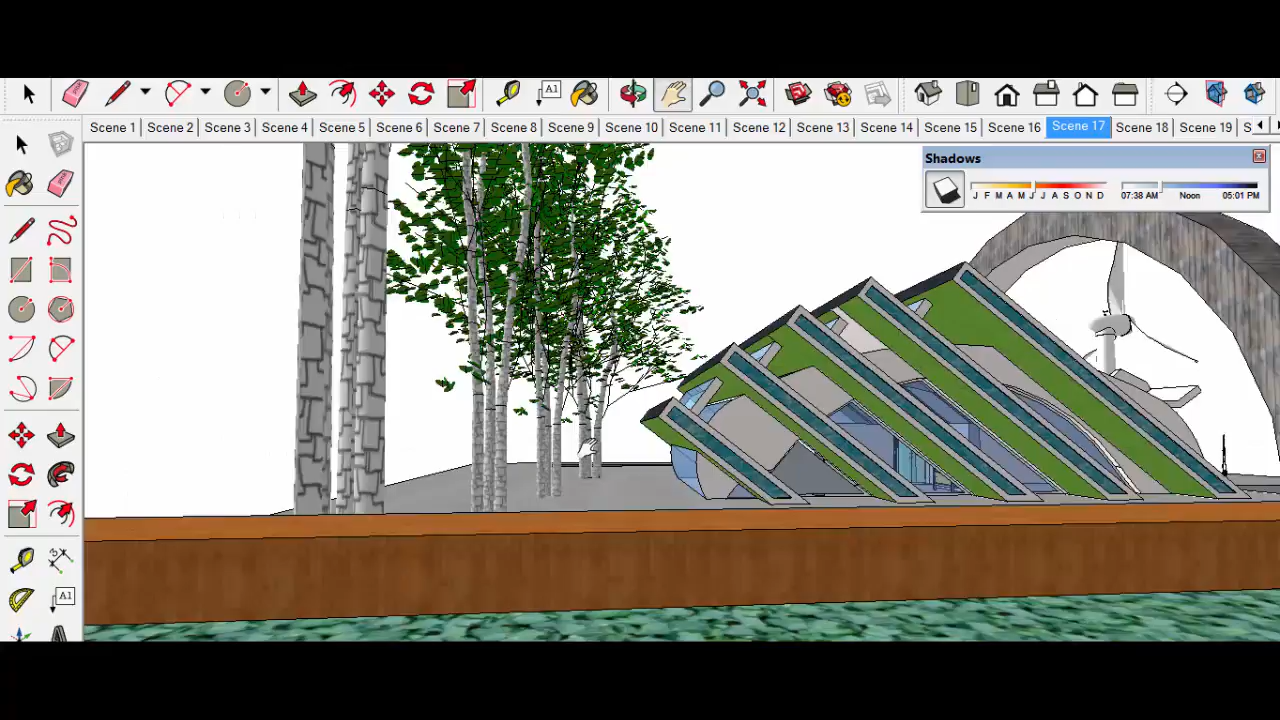 A1
Scene 1 Scene 2 Scene 3 Scene 4 Scene 5 Scene 6 Scene 7 Scene 8 Scene 9 Scene 10 Scene 11 Scene 12 Scene 13 Scene 14 Scene 15 Scene 16 Scene 17 Scene 18 Scene 19 S
Shadows
J F M A M J J A S O N D 07:38 AM Noon 05:01 PM
A1